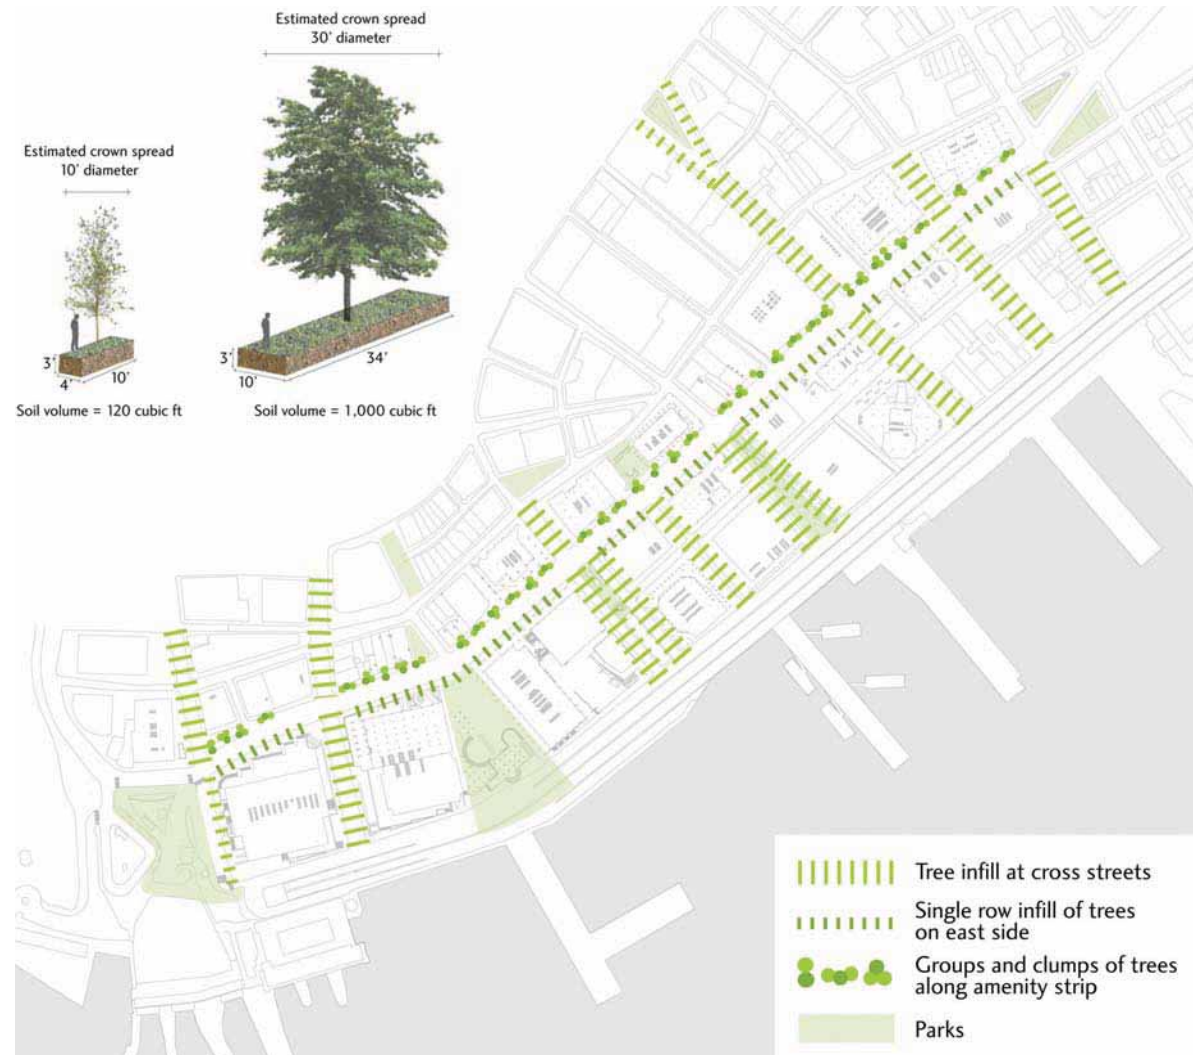 Estimated crown spread
30' diameter
Estimated crown spread
10' diameter
3'
4'
10'
3'
10'
34'
Soil volume = 120 cubic ft
Soil volume = 1,000 cubic ft
Tree infill at cross streets
Single row infill of trees
on east side
Groups and clumps of trees
along amenity strip
Parks